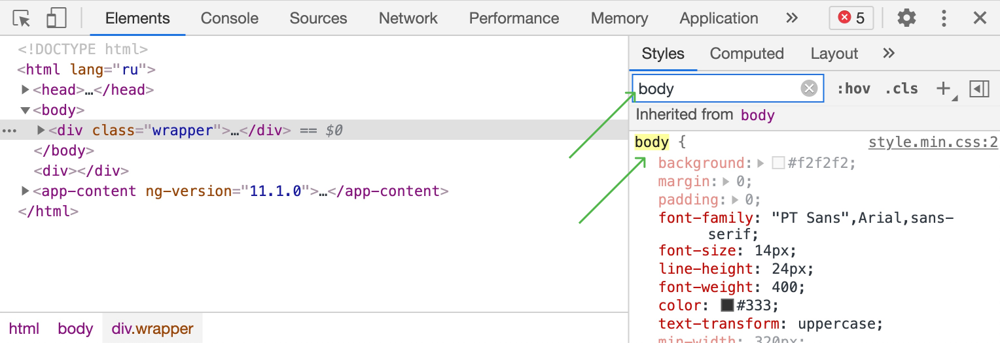 Elements Console Sources Network Performance Memory Application » 5
<!DOCTYPE html>
<html lang="ru">
<head>…</head>
<body>
<div class="wrapper">…</div> == $0
</body>
<div></div>
<app-content ng-version="11.1.0">…</app-content>
</html>
html body div.wrapper
Styles Computed Layout »
body :hov .cls +
Inherited from body
body { style.min.css:2
background: #f2f2f2;
margin: 0;
padding: 0;
font-family: "PT Sans",Arial,sans-
serif;
font-size: 14px;
line-height: 24px;
font-weight: 400;
color: #333;
text-transform: uppercase;
min-width: 320px;